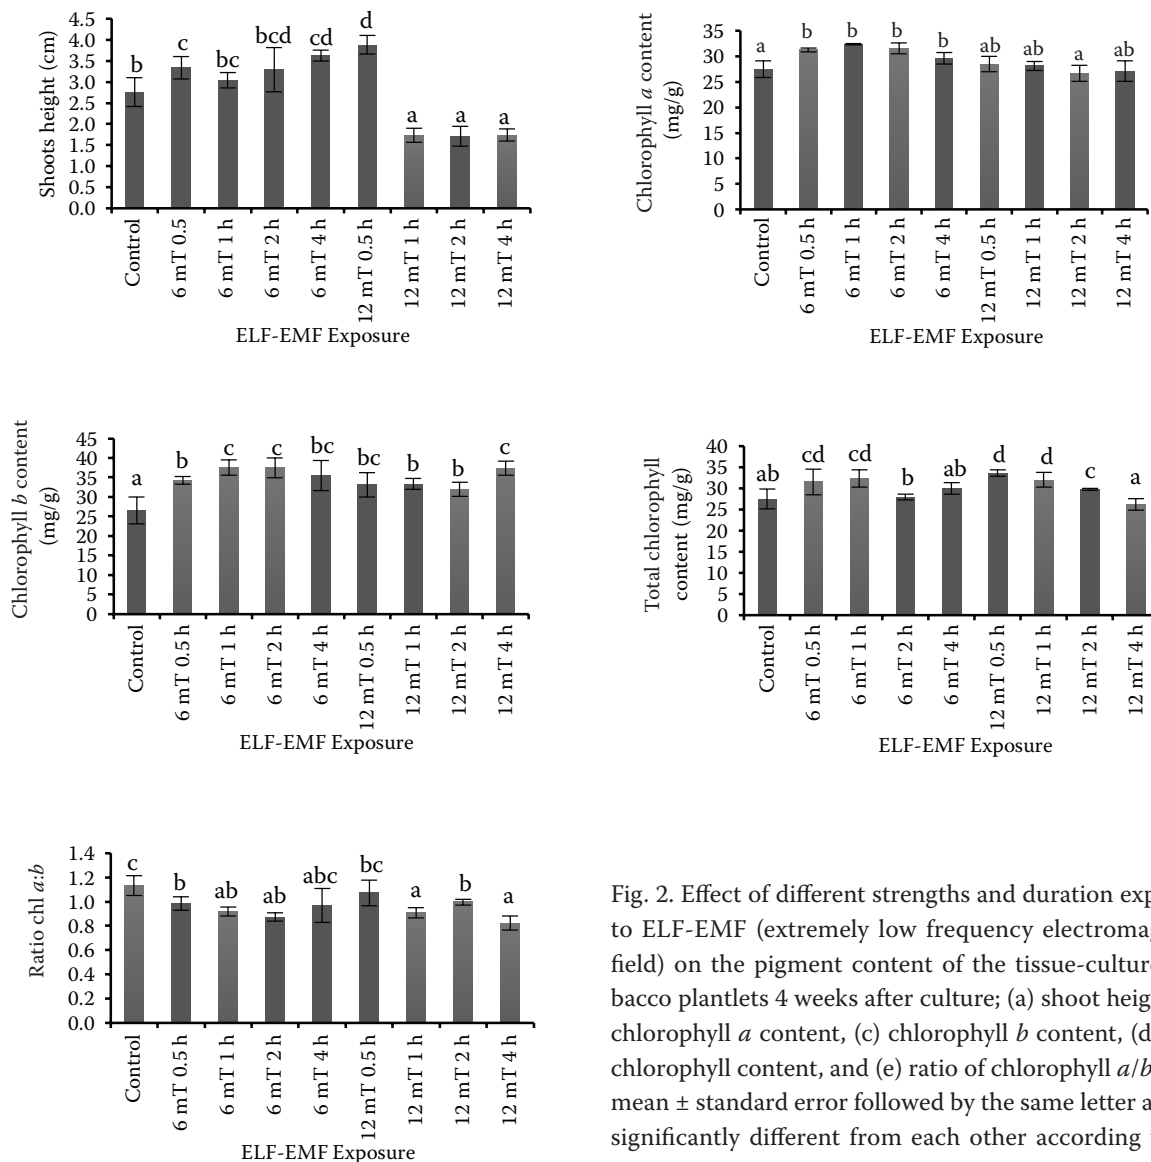 Shoots height (cm)
4.5
4.0
3.5
3.0
2.5
2.0
1.5
1.0
0.5
0.0
b
c
bc
bcd
cd
d
a
a
a
Control
6 mT 0.5
6 mT 1 h
6 mT 2 h
6 mT 4 h
12 mT 0.5 h
12 mT 1 h
12 mT 2 h
12 mT 4 h
ELF-EMF Exposure
Chlorophyll a content
(mg/g)
35
30
25
20
15
10
5
0
a
b
b
b
b
ab
ab
a
ab
Control
6 mT 0.5 h
6 mT 1 h
6 mT 2 h
6 mT 4 h
12 mT 0.5 h
12 mT 1 h
12 mT 2 h
12 mT 4 h
ELF-EMF Exposure
Chlorophyll b content
(mg/g)
45
40
35
30
25
20
15
10
5
0
a
b
c
c
bc
bc
b
b
c
Control
6 mT 0.5 h
6 mT 1 h
6 mT 2 h
6 mT 4 h
12 mT 0.5 h
12 mT 1 h
12 mT 2 h
12 mT 4 h
ELF-EMF Exposure
Total chlorophyll
content (mg/g)
40
35
30
25
20
15
10
5
0
ab
cd
cd
b
ab
d
d
c
a
Control
6 mT 0.5 h
6 mT 1 h
6 mT 2 h
6 mT 4 h
12 mT 0.5 h
12 mT 1 h
12 mT 2 h
12 mT 4 h
ELF-EMF Exposure
Ratio chl a:b
1.4
1.2
1.0
0.8
0.6
0.4
0.2
0.0
c
b
ab
ab
abc
bc
a
b
a
Control
6 mT 0.5 h
6 mT 1 h
6 mT 2 h
6 mT 4 h
12 mT 0.5 h
12 mT 1 h
12 mT 2 h
12 mT 4 h
ELF-EMF Exposure
Fig. 2. Effect of different strengths and duration exp
to ELF-EMF (extremely low frequency electromag
field) on the pigment content of the tissue-culture
bacco plantlets 4 weeks after culture; (a) shoot heig
chlorophyll a content, (c) chlorophyll b content, (d
chlorophyll content, and (e) ratio of chlorophyll a/b
mean ± standard error followed by the same letter a
significantly different from each other according